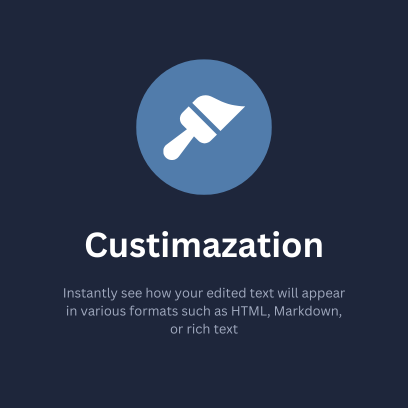 Custimazation
Instantly see how your edited text will appear
in various formats such as HTML, Markdown,
or rich text